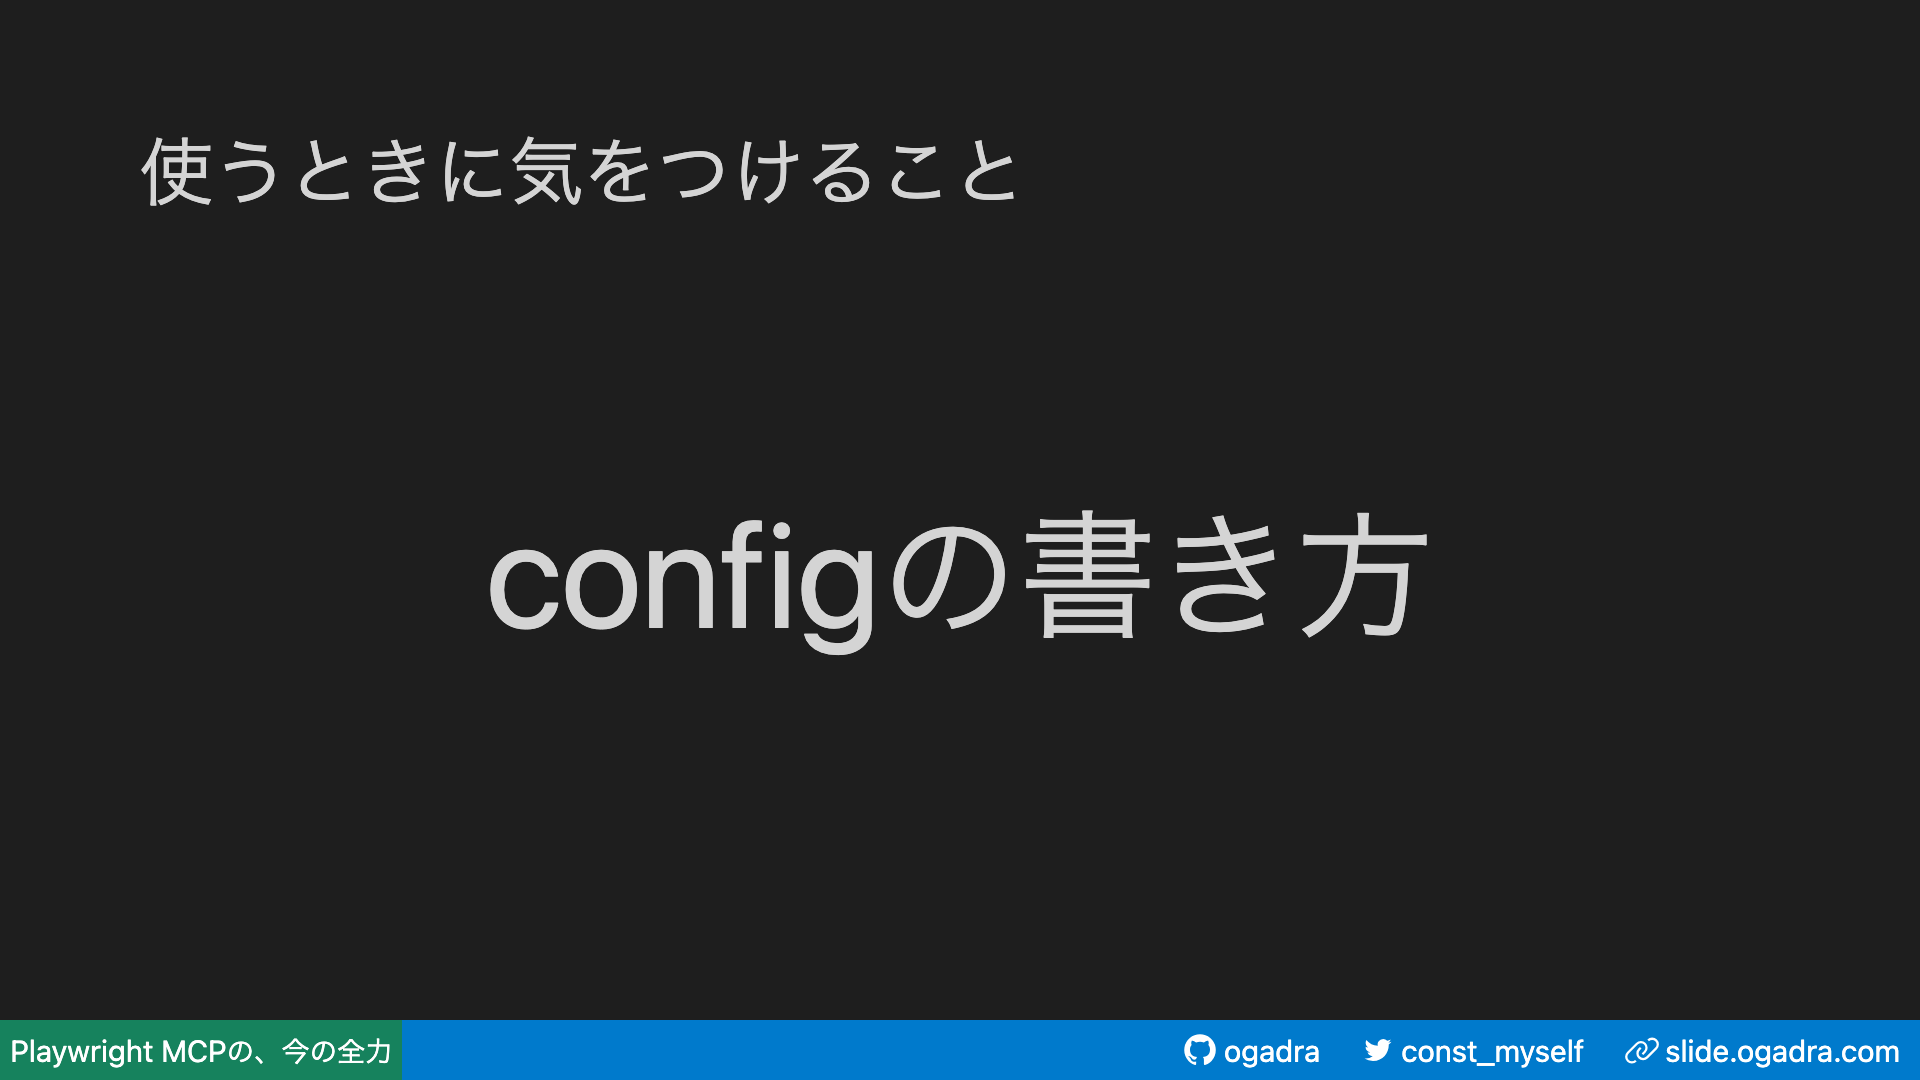 使うときに気をつけること
configの書き方
Playwright MCPの、今の全力
ogadra
const_myself
slide.ogadra.com